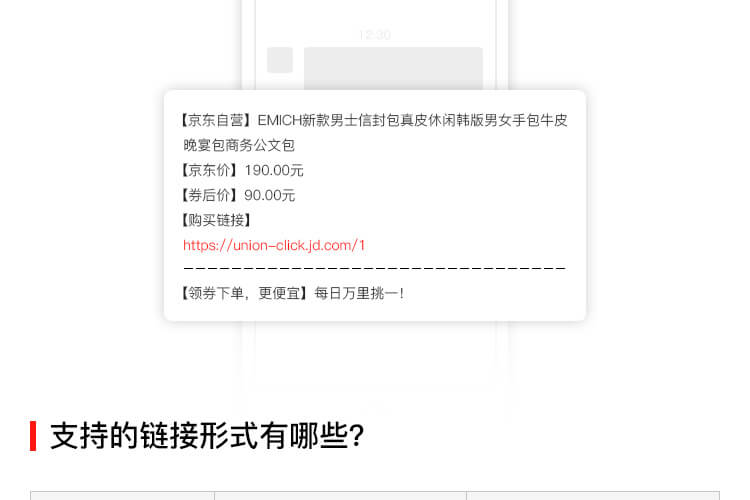 12:30
【京东自营】EMICH新款男士信封包真皮休闲韩版男女手包牛皮
晚宴包商务公文包
【京东价】190.00元
【券后价】90.00元
【购买链接】
https://union-click.jd.com/1
【领券下单，更便宜】每日万里挑一！
支持的链接形式有哪些？